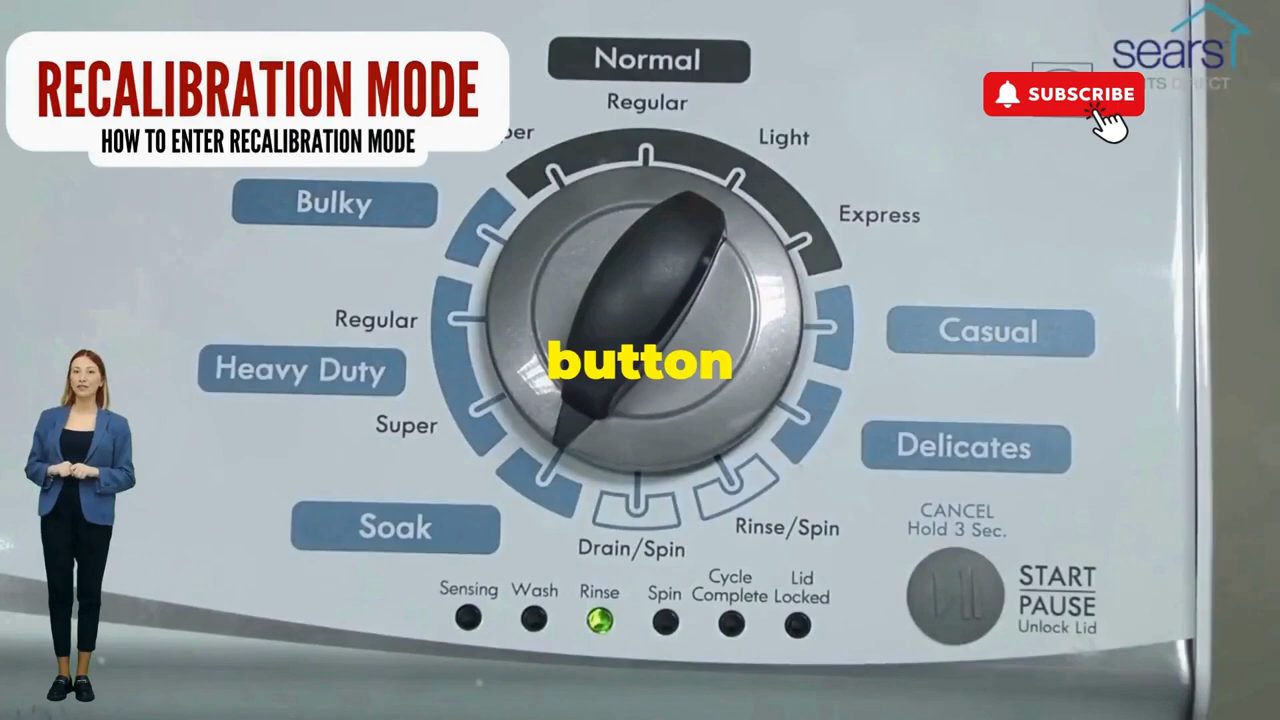 RECALIBRATION MODE
HOW TO ENTER RECALIBRATION MODE
sears
SUBSCRIBE
Normal
Regular
Light
Express
Bulky
Regular
Heavy Duty
Super
Soak
Casual
Delicates
button
Rinse/Spin
Drain/Spin
CANCEL
Hold 3 Sec.
START
PAUSE
Unlock Lid
Sensing
Wash
Rinse
Spin
Cycle
Complete
Lid
Locked